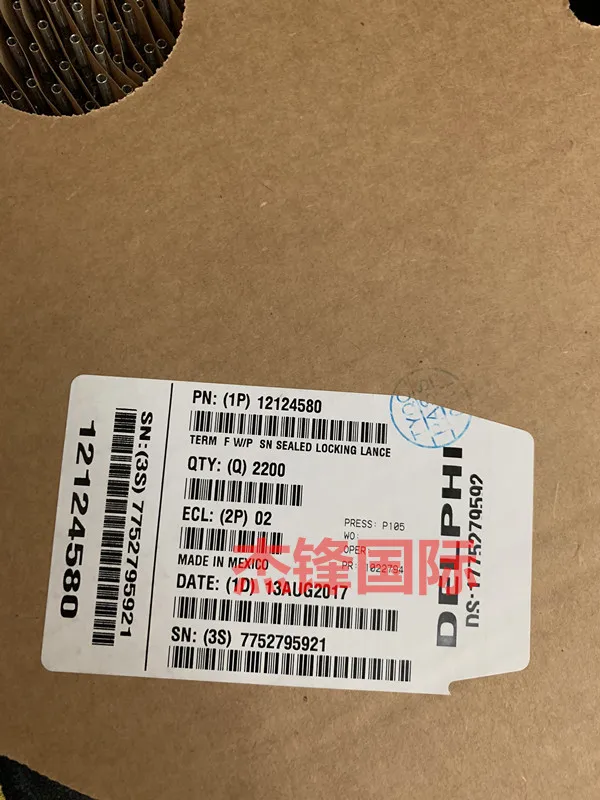 PN: (1P) 12124580
TERM F W/P SN SEALED LOCKING LANCE
QTY: (Q) 2200
ECL: (2P) 02
PRESS: P105
WO:
OPER:
PR: 1022794
MADE IN MEXICO
DATE: (1D) 13AUG2017
SN: (3S) 7752795921
12124580
SN:(3S) 7752795921
DELPHI
DS-1775279592
杰锋国际